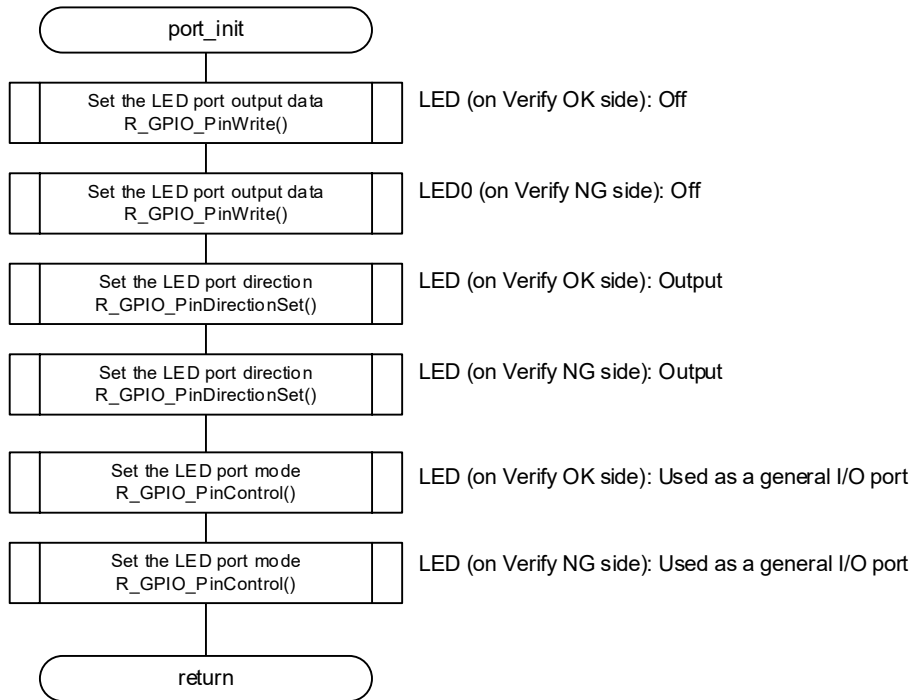 port_init
Set the LED port output data
R_GPIO_PinWrite()
LED (on Verify OK side): Off
Set the LED port output data
R_GPIO_PinWrite()
LED0 (on Verify NG side): Off
Set the LED port direction
R_GPIO_PinDirectionSet()
LED (on Verify OK side): Output
Set the LED port direction
R_GPIO_PinDirectionSet()
LED (on Verify NG side): Output
Set the LED port mode
R_GPIO_PinControl()
LED (on Verify OK side): Used as a general I/O port
Set the LED port mode
R_GPIO_PinControl()
LED (on Verify NG side): Used as a general I/O port
return